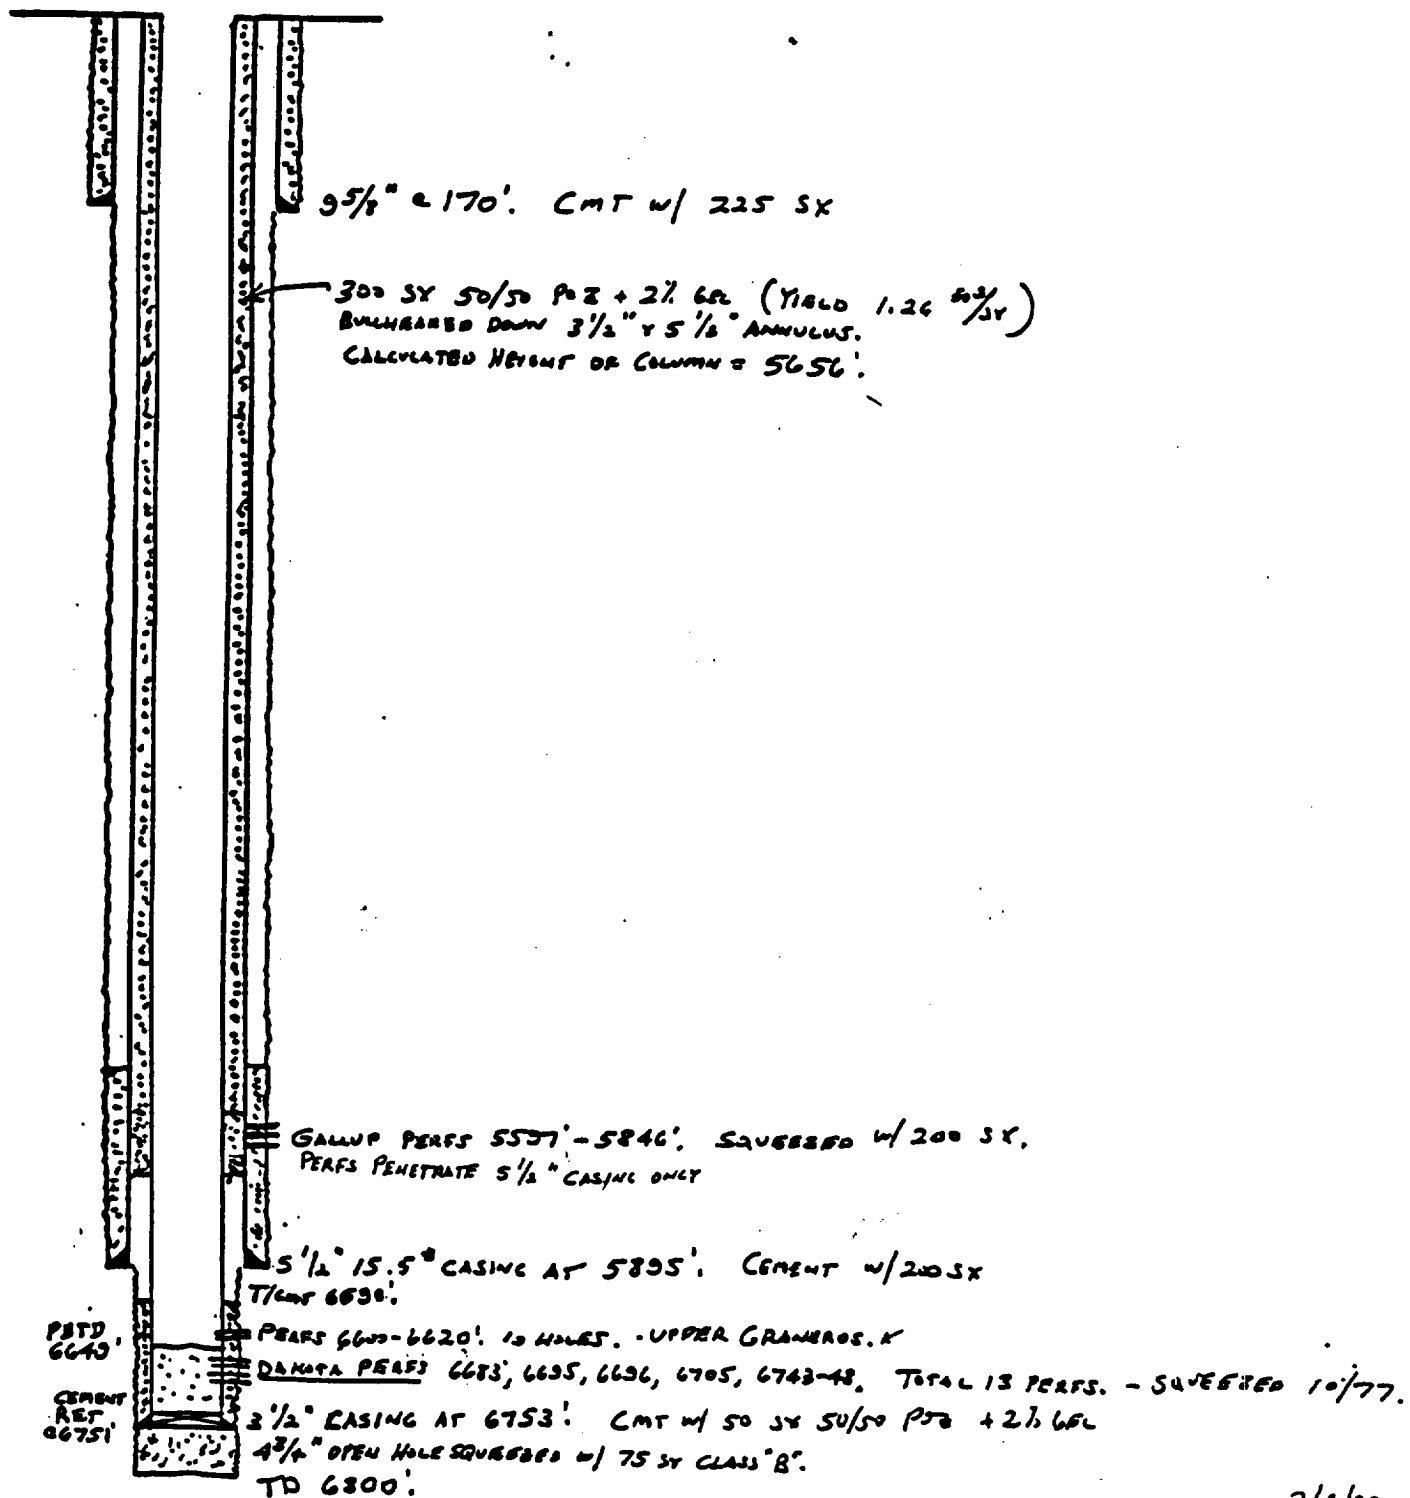 9 5/8" @ 170'. CMT w/ 225 SX
300 SX 50/50 POZ + 2% GEL (YIELD 1.26 /SX)
BULLHEADED DOWN 3 1/2" X 5 1/2" ANNULUS.
CALCULATED HEIGHT OF COLUMN = 5656'.
GALLUP PERFS 5597'-5846'. SQUEEZED w/ 200 SX.
PERFS PENETRATE 5 1/2" CASING ONLY
5 1/2" 15.5# CASING AT 5895'. CEMENT w/ 200 SX
T/CMT
PERFS 6600-6620'. 10 HOLES. - UPPER GRANEROS.
PBTD 6649'
DAKOTA PERFS 6683', 6695, 6696, 6705, 6743-48. TOTAL 13 PERFS. - SQUEEZED 10/77.
CEMENT RET @6751'
3 1/2" CASING AT 6753'. CMT w/ 50 SX 50/50 POZ + 2% GEL
4 3/4" OPEN HOLE SQUEEZED w/ 75 SX CLASS "B".
TD 6800'.